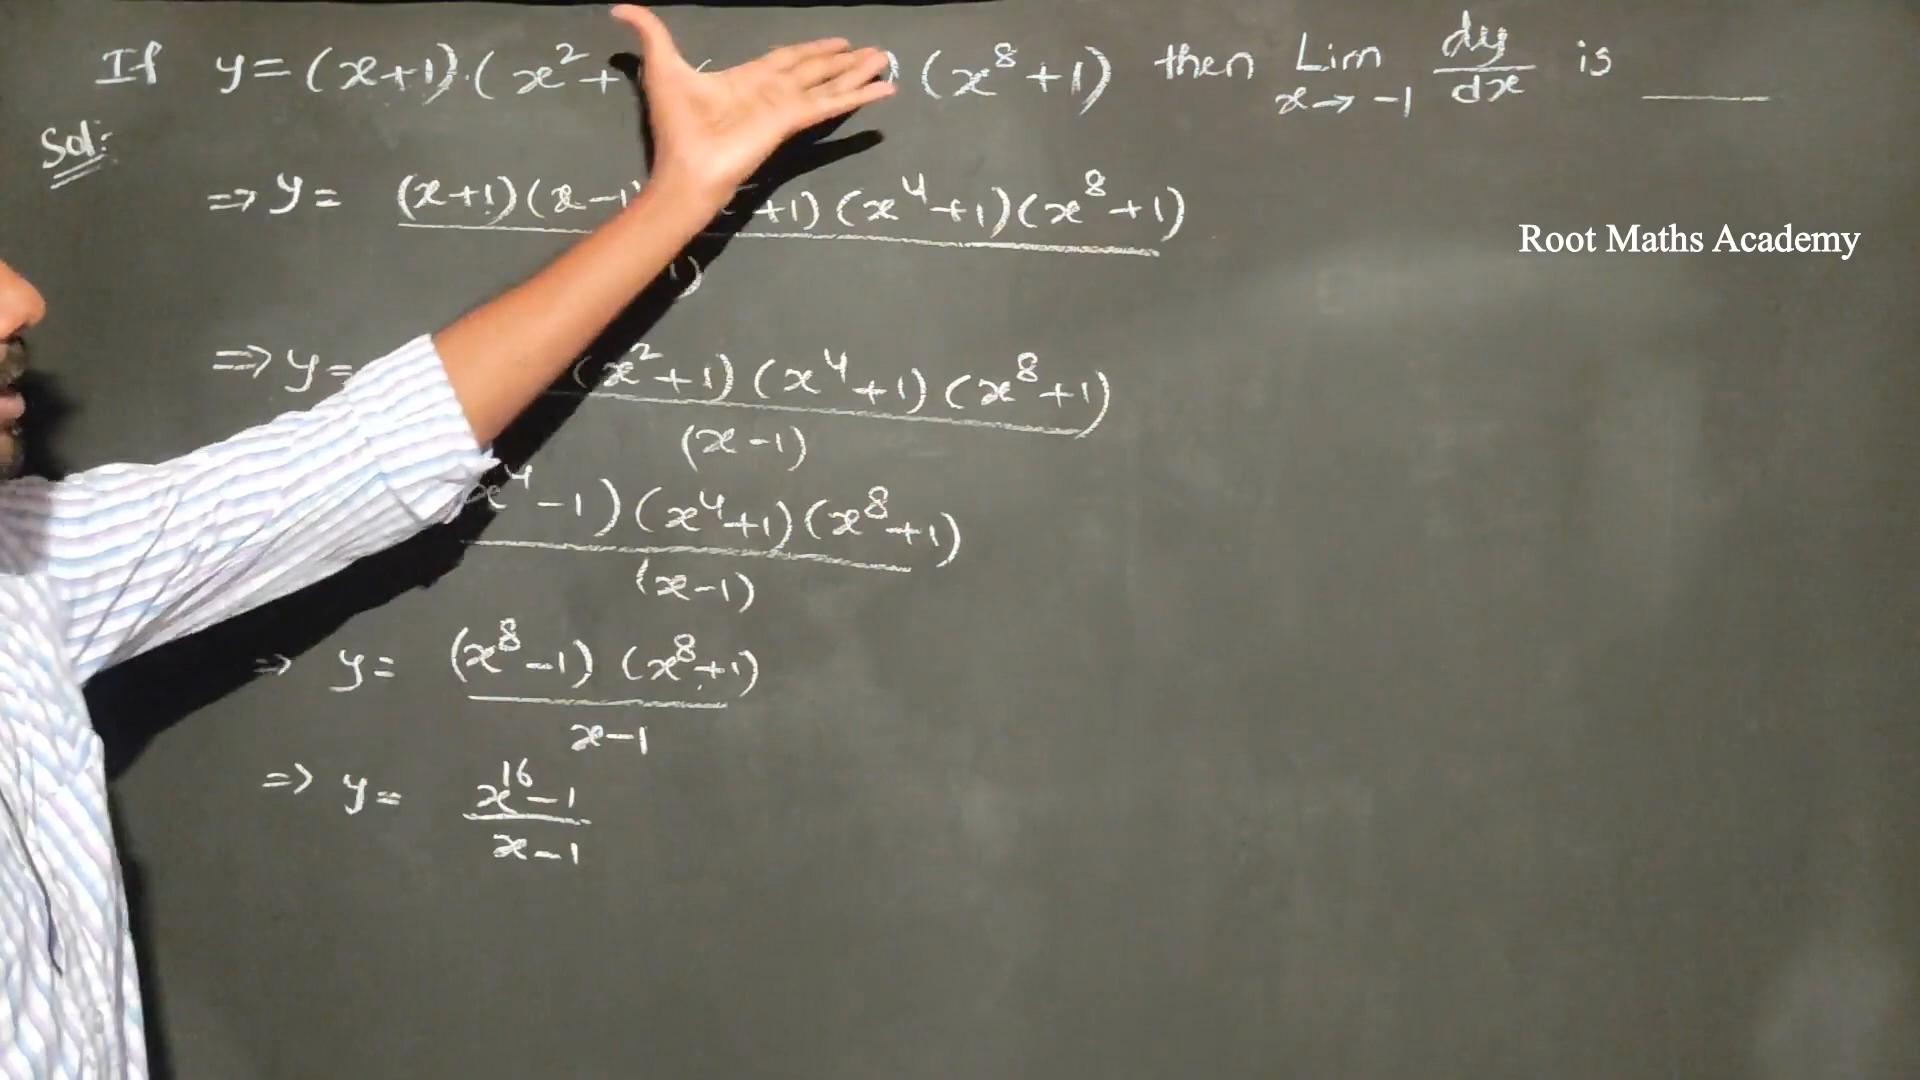 If y = (x+1).(x²+ ) (x⁸+1) then Lim x→-1 dy/dx is ____
Sol:
⇒ y = (x+1)(x-1 +1)(x⁴+1)(x⁸+1)
1)
Root Maths Academy
⇒ y = (x²+1)(x⁴+1)(x⁸+1)
(x-1)
x⁴-1)(x⁴+1)(x⁸+1)
(x-1)
⇒ y = (x⁸-1)(x⁸+1)
x-1
⇒ y = x¹⁶-1
x-1